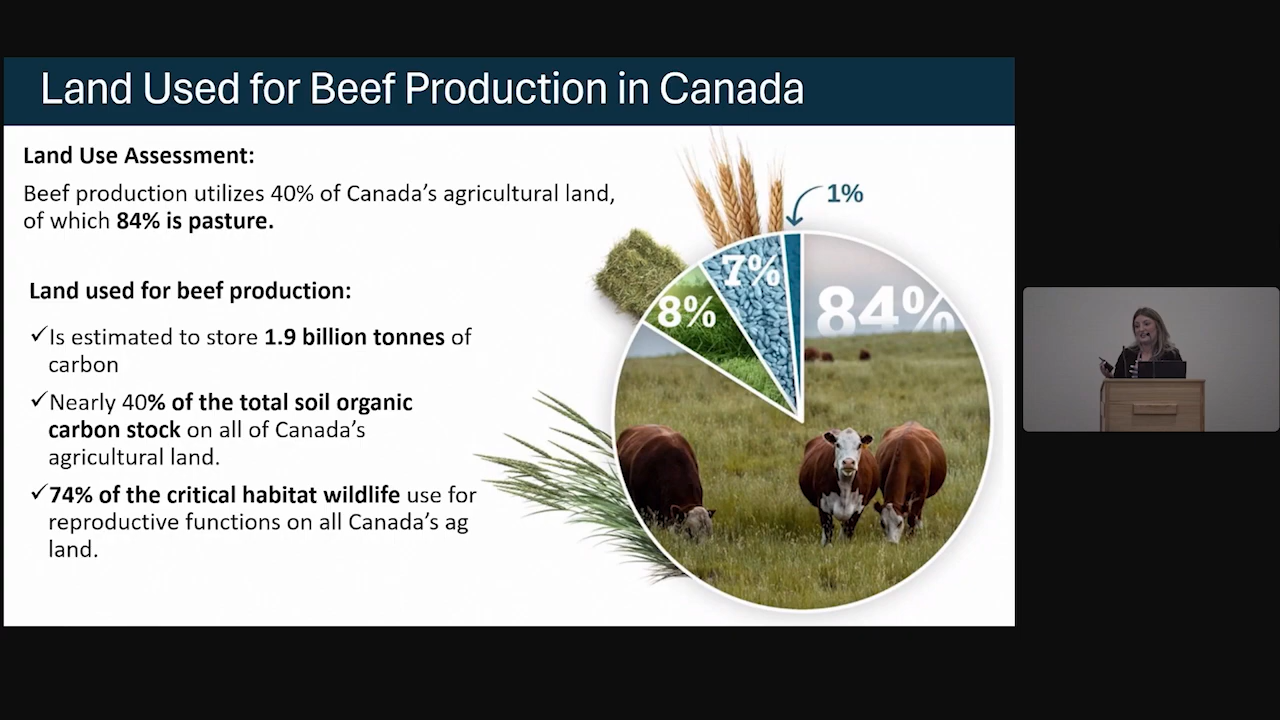 Land Used for Beef Production in Canada
Land Use Assessment:
Beef production utilizes 40% of Canada’s agricultural land,
of which 84% is pasture.
Land used for beef production:
✓Is estimated to store 1.9 billion tonnes of
carbon
✓Nearly 40% of the total soil organic
carbon stock on all of Canada’s
agricultural land.
✓74% of the critical habitat wildlife use for
reproductive functions on all Canada’s ag
land.
1%
7%
8%
84%